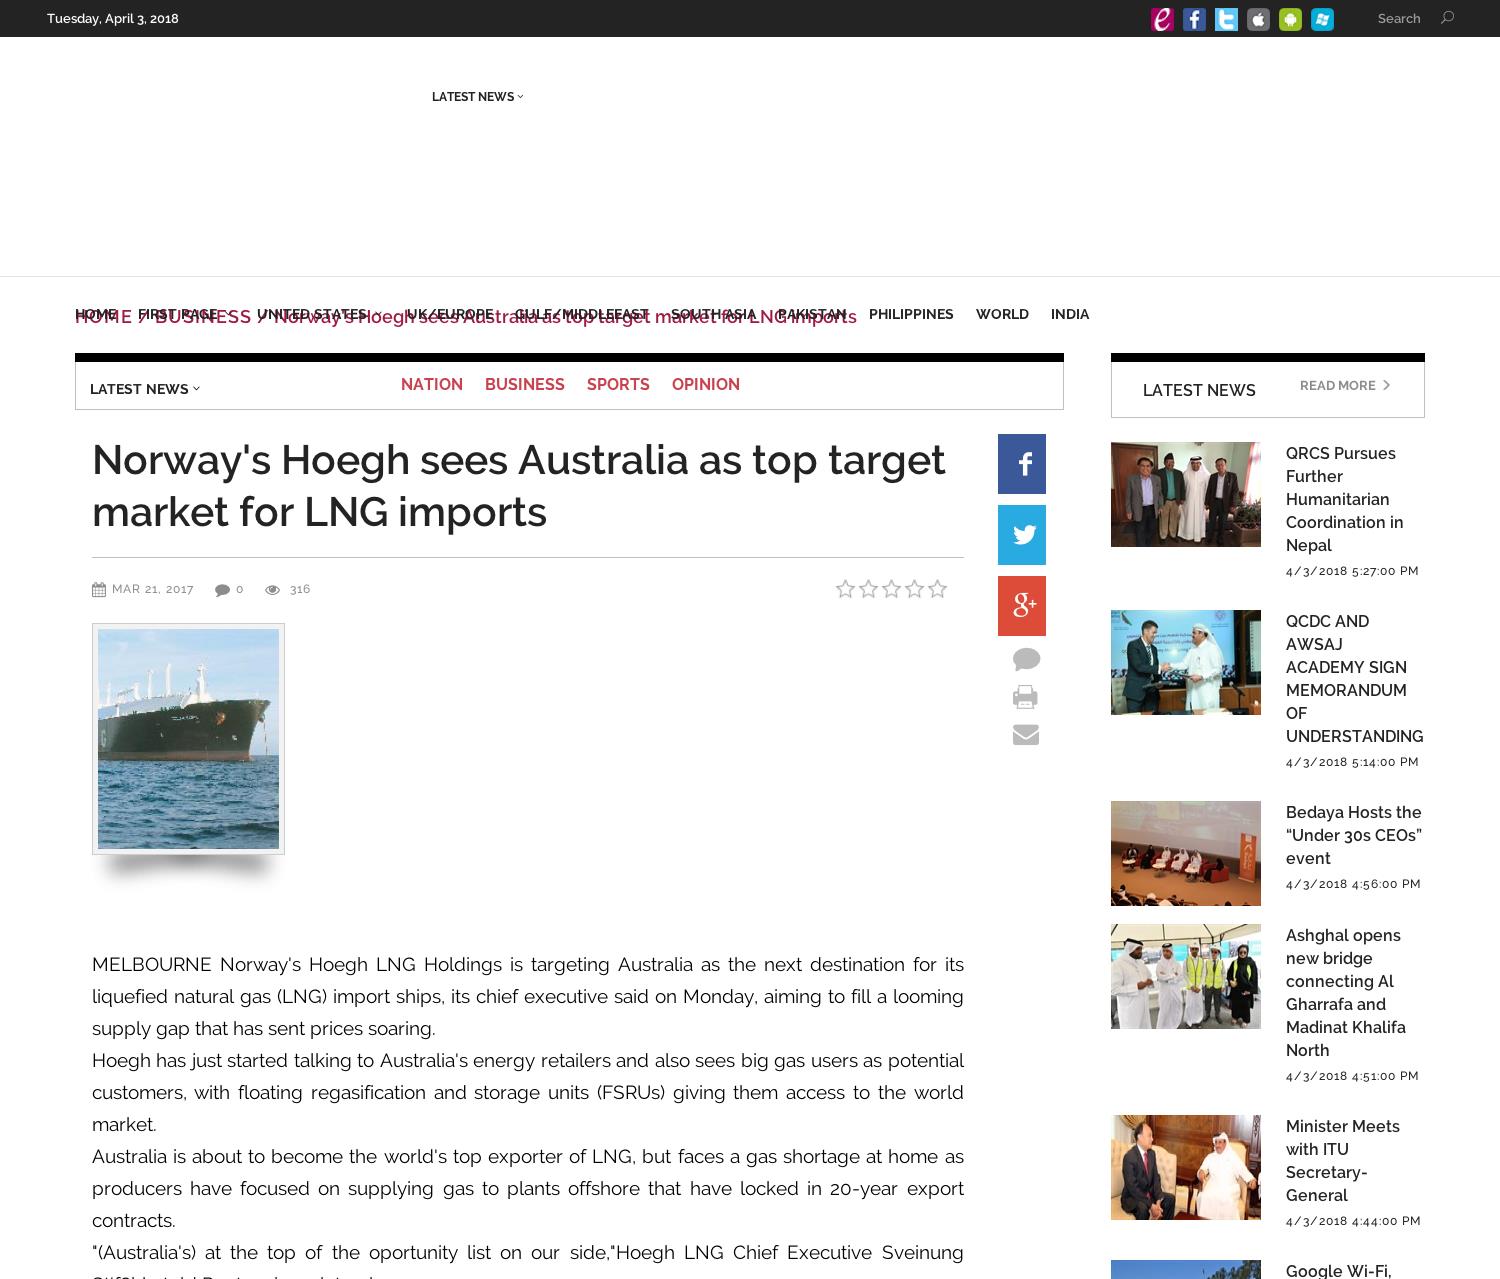 Tuesday, April 3, 2018
Search
LATEST NEWS
HOME FIRST PAGE UNITED STATES UK/EUROPE GULF/MIDDLEEAST SOUTH ASIA PAKISTAN PHILIPPINES WORLD INDIA
HOME / BUSINESS / Norway's Hoegh sees Australia as top target market for LNG imports
LATEST NEWS
NATION BUSINESS SPORTS OPINION
Norway's Hoegh sees Australia as top target
market for LNG imports
MAR 21, 2017 0 316
MELBOURNE Norway's Hoegh LNG Holdings is targeting Australia as the next destination for its
liquefied natural gas (LNG) import ships, its chief executive said on Monday, aiming to fill a looming
supply gap that has sent prices soaring.
Hoegh has just started talking to Australia's energy retailers and also sees big gas users as potential
customers, with floating regasification and storage units (FSRUs) giving them access to the world
market.
Australia is about to become the world's top exporter of LNG, but faces a gas shortage at home as
producers have focused on supplying gas to plants offshore that have locked in 20-year export
contracts.
"(Australia's) at the top of the oportunity list on our side,"Hoegh LNG Chief Executive Sveinung
LATEST NEWS
READ MORE
QRCS Pursues
Further
Humanitarian
Coordination in
Nepal
4/3/2018 5:27:00 PM
QCDC AND
AWSAJ
ACADEMY SIGN
MEMORANDUM
OF
UNDERSTANDING
4/3/2018 5:14:00 PM
Bedaya Hosts the
“Under 30s CEOs”
event
4/3/2018 4:56:00 PM
Ashghal opens
new bridge
connecting Al
Gharrafa and
Madinat Khalifa
North
4/3/2018 4:51:00 PM
Minister Meets
with ITU
Secretary-
General
4/3/2018 4:44:00 PM
Google Wi-Fi,